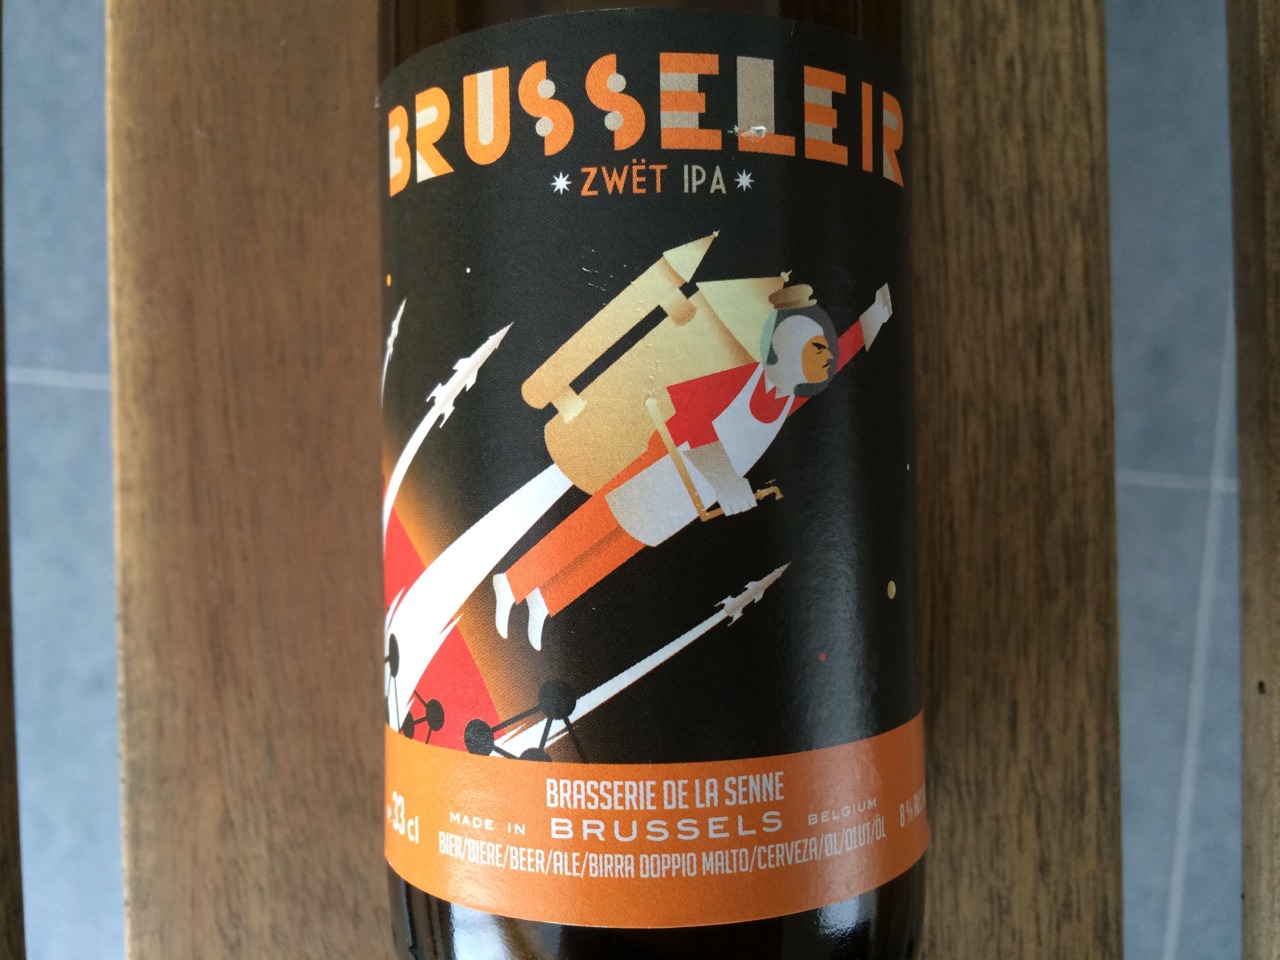 BRUSSELEIR
ZWËT IPA
BRASSERIE DE LA SENNE
33 cl MADE IN BRUSSELS BELGIUM 8%
BIER/BIERE/BEER/ALE/BIRRA DOPPIO MALTO/CERVEZA/ØL/OLUT/ÖL